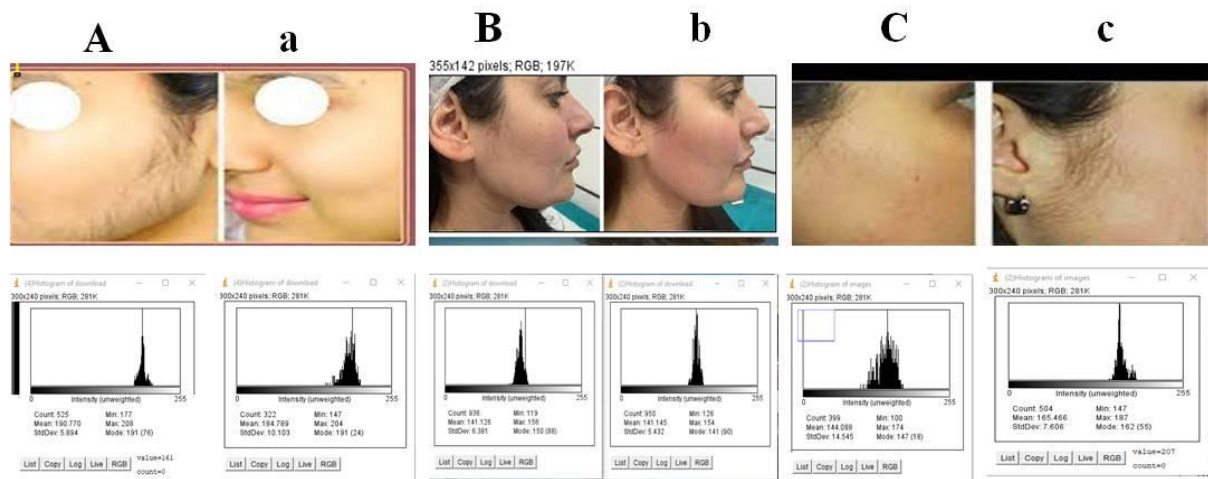 A a B b C c
355x142 pixels; RGB; 197K
(4)Histogram of download
300x240 pixels; RGB; 281K
0 255
Intensity (unweighted)
Count: 525 Min: 177
Mean: 190.770 Max: 208
StdDev: 5.894 Mode: 191 (76)
List Copy Log Live RGB value=161
count=0
(4)Histogram of download
300x240 pixels; RGB; 281K
0 255
Intensity (unweighted)
Count: 322 Min: 147
Mean: 184.789 Max: 204
StdDev: 10.103 Mode: 191 (24)
List Copy Log Live RGB
(2)Histogram of download
300x240 pixels; RGB; 281K
0 255
Intensity (unweighted)
Count: 936 Min: 119
Mean: 141.126 Max: 156
StdDev: 6.381 Mode: 150 (88)
List Copy Log Live RGB
(2)Histogram of download
300x240 pixels; RGB; 281K
0 255
Intensity (unweighted)
Count: 950 Min: 126
Mean: 141.145 Max: 154
StdDev: 5.432 Mode: 141 (90)
List Copy Log Live RGB
(2)Histogram of images
300x240 pixels; RGB; 281K
0 255
Intensity (unweighted)
Count: 399 Min: 100
Mean: 144.088 Max: 174
StdDev: 14.545 Mode: 147 (18)
List Copy Log Live RGB
(2)Histogram of images
300x240 pixels; RGB; 281K
0 255
Intensity (unweighted)
Count: 504 Min: 147
Mean: 165.466 Max: 187
StdDev: 7.606 Mode: 162 (55)
List Copy Log Live RGB value=207
count=0